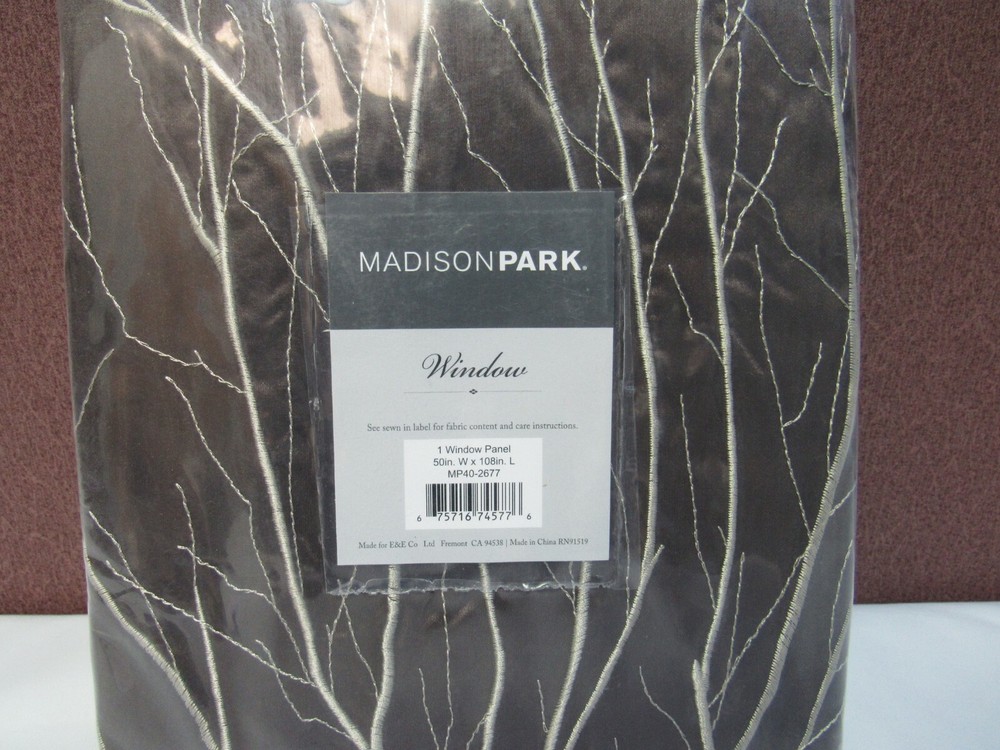 MADISONPARK®
Window
See sewn in label for fabric content and care instructions.
1 Window Panel
50in. W x 108in. L
MP40-2677
6 75716 74577 6
Made for E&E Co Ltd Fremont CA 94538 | Made in China RN91519